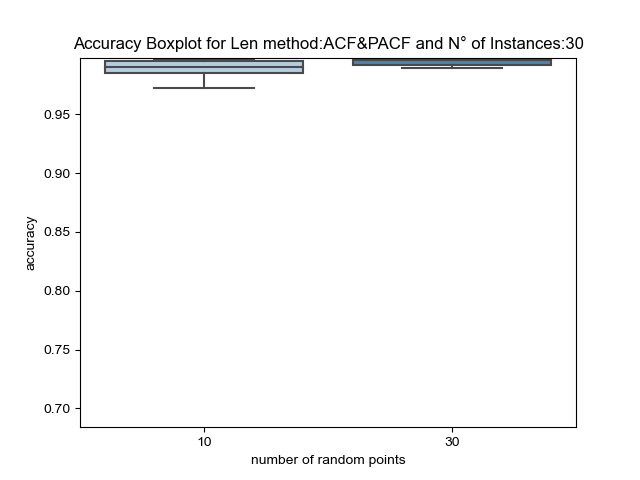 Accuracy Boxplot for Len method:ACF&PACF and N° of Instances:30
0.95
0.90
0.85
0.80
0.75
0.70
accuracy
10 30
number of random points